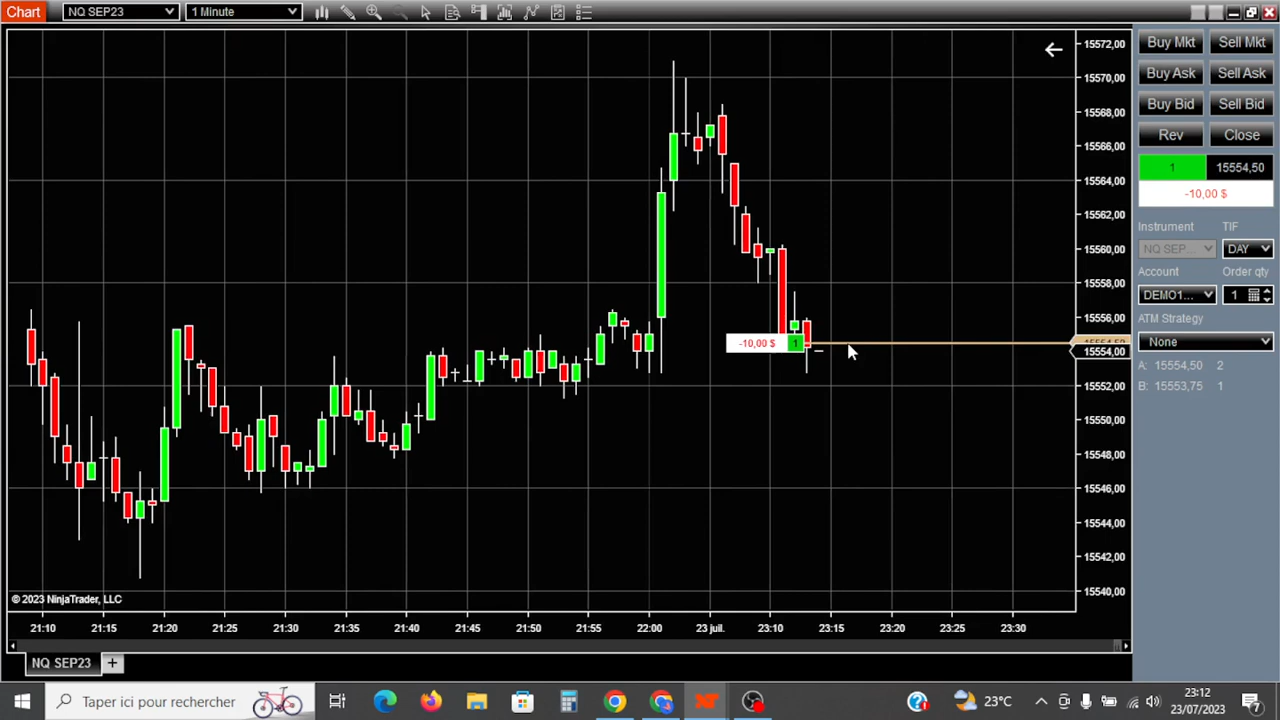 Chart NQ SEP23 1 Minute
15572,00
15570,00
15568,00
15566,00
15564,00
15562,00
15560,00
15558,00
15556,00
15554,50
15554,00
15552,00
15550,00
15548,00
15546,00
15544,00
15542,00
15540,00
-10,00 $ 1
© 2023 NinjaTrader, LLC
21:10 21:15 21:20 21:25 21:30 21:35 21:40 21:45 21:50 21:55 22:00 23 juil. 23:10 23:15 23:20 23:25 23:30
NQ SEP23 +
Buy Mkt Sell Mkt
Buy Ask Sell Ask
Buy Bid Sell Bid
Rev Close
1 15554,50
-10,00 $
Instrument TIF
NQ SEP... DAY
Account Order qty
DEMO1... 1
ATM Strategy
None
A: 15554,50 2
B: 15553,75 1
Taper ici pour rechercher
23°C
23:12
23/07/2023
7